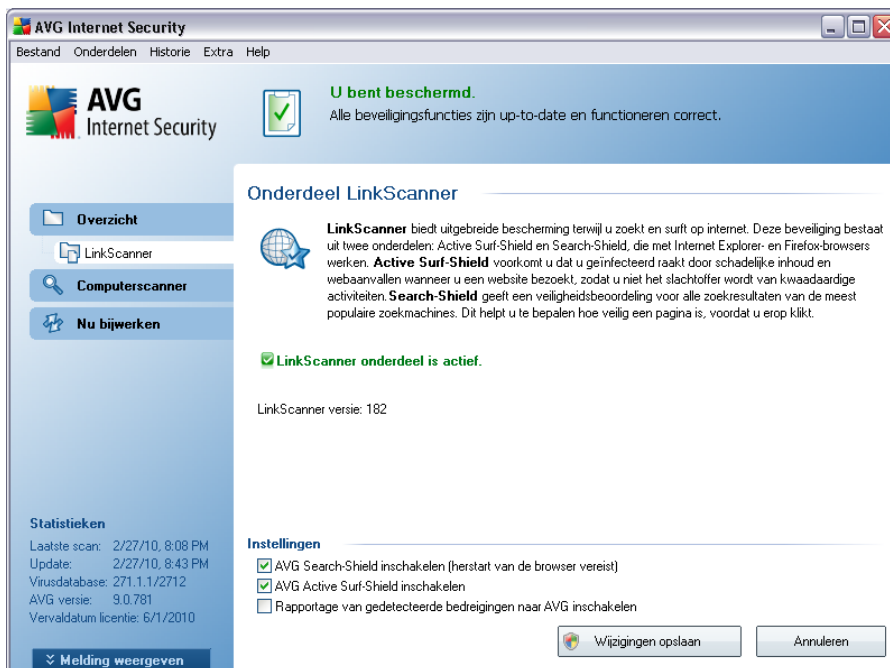 AVG Internet Security
Bestand Onderdelen Historie Extra Help
AVG
Internet Security
U bent beschermd.
Alle beveiligingsfuncties zijn up-to-date en functioneren correct.
Overzicht
LinkScanner
Computerscanner
Nu bijwerken
Onderdeel LinkScanner
LinkScanner biedt uitgebreide bescherming terwijl u zoekt en surft op internet. Deze beveiliging bestaat
uit twee onderdelen: Active Surf-Shield en Search-Shield, die met Internet Explorer- en Firefox-browsers
werken. Active Surf-Shield voorkomt u dat u geïnfecteerd raakt door schadelijke inhoud en
webaanvallen wanneer u een website bezoekt, zodat u niet het slachtoffer wordt van kwaadaardige
activiteiten. Search-Shield geeft een veiligheidsbeoordeling voor alle zoekresultaten van de meest
populaire zoekmachines. Dit helpt u te bepalen hoe veilig een pagina is, voordat u erop klikt.
LinkScanner onderdeel is actief.
LinkScanner versie: 182
Statistieken
Laatste scan: 2/27/10, 8:08 PM
Update: 2/27/10, 8:43 PM
Virusdatabase: 271.1.1/2712
AVG versie: 9.0.781
Vervaldatum licentie: 6/1/2010
Melding weergeven
Instellingen
AVG Search-Shield inschakelen (herstart van de browser vereist)
AVG Active Surf-Shield inschakelen
Rapportage van gedetecteerde bedreigingen naar AVG inschakelen
Wijzigingen opslaan
Annuleren